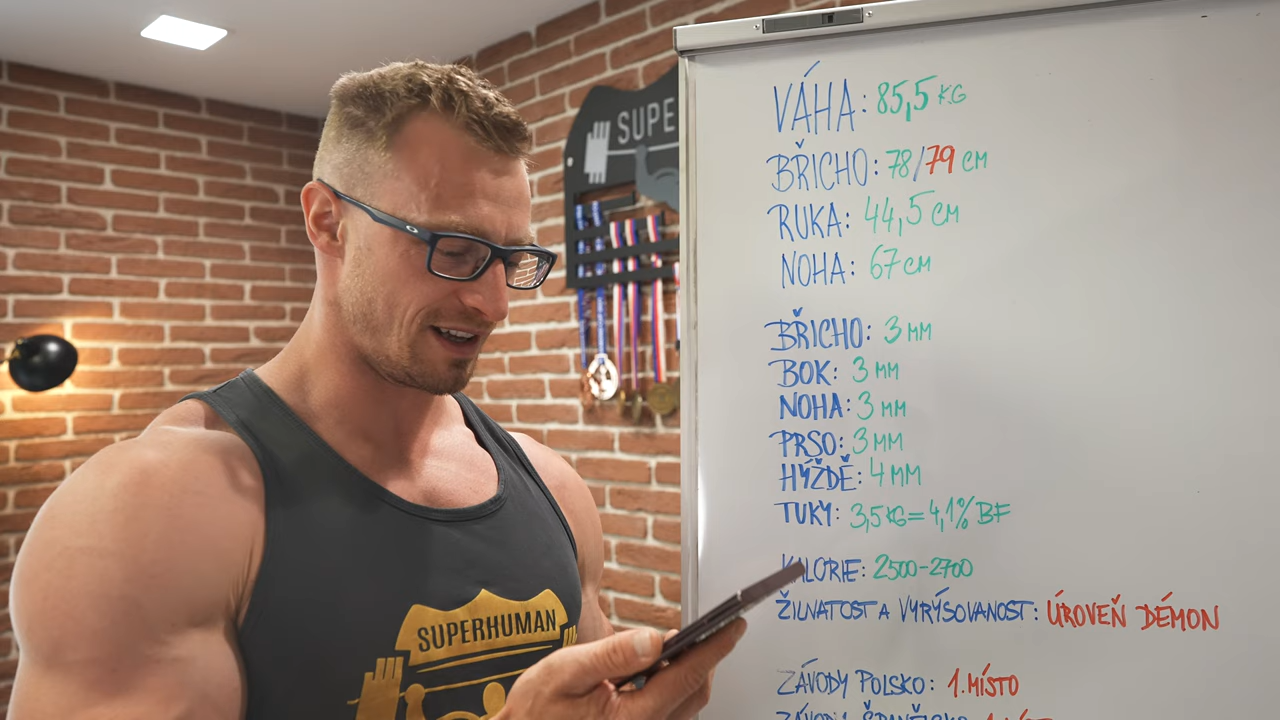 SUPE
VÁHA: 85,5 KG
BŘICHO: 78/79 CM
RUKA: 44,5 CM
NOHA: 67 CM
BŘICHO: 3 MM
BOK: 3 MM
NOHA: 3 MM
PRSO: 3 MM
HÝŽDĚ: 4 MM
TUKY: 3,5 KG = 4,1% BF
KALORIE: 2500-2700
ŽILNATOST A VYRÝSOVANOST: ÚROVEŇ DÉMON
ZÁVODY POLSKO: 1. MÍSTO
ZÁVODY
SUPERHUMAN